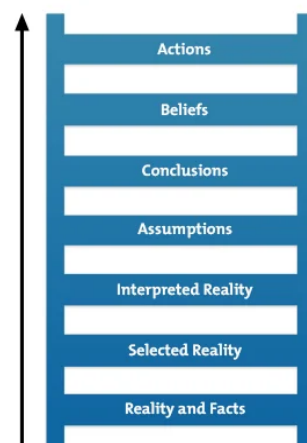 Actions
Beliefs
Conclusions
Assumptions
Interpreted Reality
Selected Reality
Reality and Facts